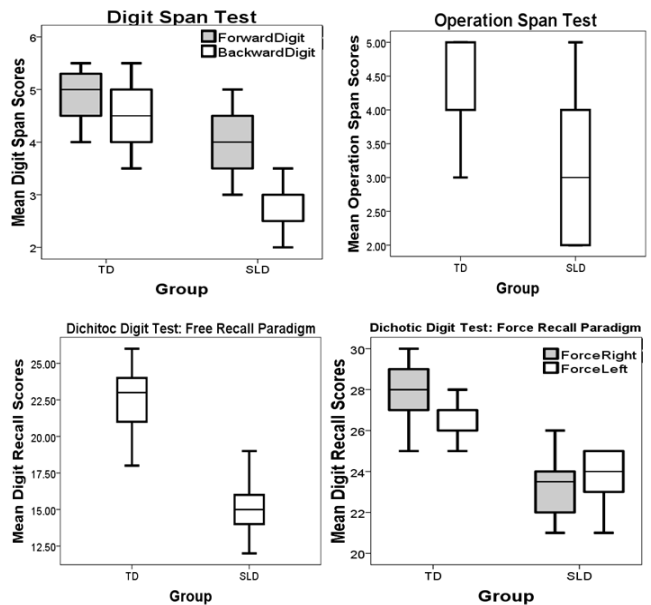 Digit Span Test
ForwardDigit
BackwardDigit
Mean Digit Span Scores
6
5
4
3
2
TD
SLD
Group
Operation Span Test
Mean Operation Span Scores
5.00
4.50
4.00
3.50
3.00
2.50
2.00
TD
SLD
Group
Dichitoc Digit Test: Free Recall Paradigm
Mean Digit Recall Scores
25.00
22.50
20.00
17.50
15.00
12.50
TD
SLD
Group
Dichotic Digit Test: Force Recall Paradigm
ForceRight
ForceLeft
Mean Digit Recall Scores
30
28
26
24
22
20
TD
SLD
Group